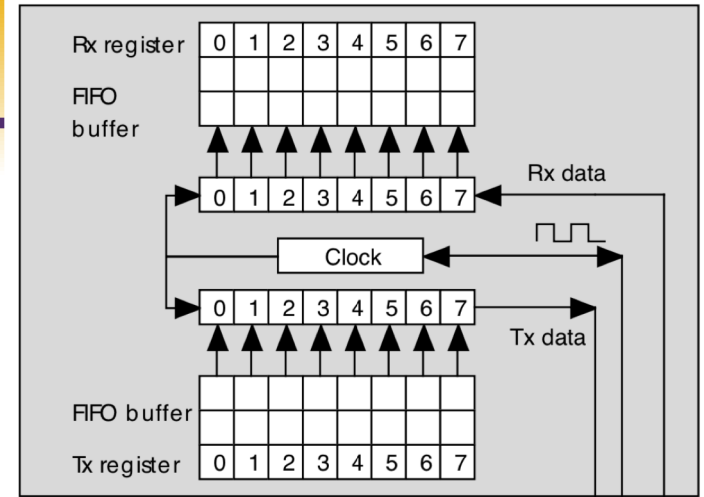 Rx register 0 1 2 3 4 5 6 7
FIFO
buffer
Rx data
0 1 2 3 4 5 6 7
Clock
0 1 2 3 4 5 6 7
Tx data
FIFO buffer
Tx register 0 1 2 3 4 5 6 7